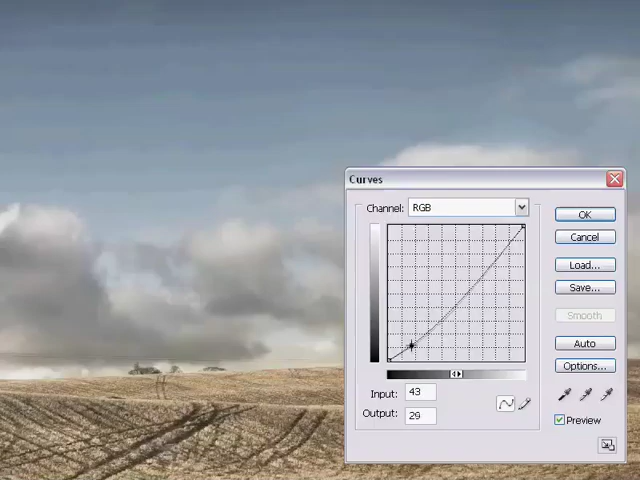 Curves
Channel: RGB
OK
Cancel
Load...
Save...
Smooth
Auto
Options...
Input: 43
Output: 29
Preview